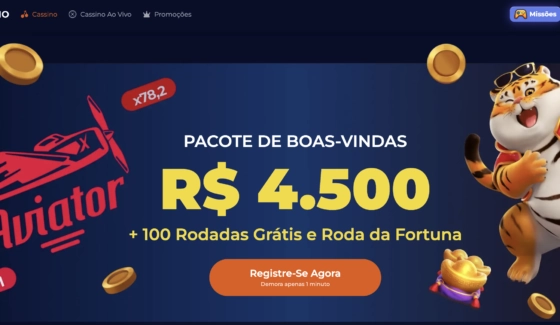 Cassino
Cassino Ao Vivo
Promoções
Missões
x78,2
Aviator
PACOTE DE BOAS-VINDAS
R$ 4.500
+ 100 Rodadas Grátis e Roda da Fortuna
Registre-Se Agora
Demora apenas 1 minuto